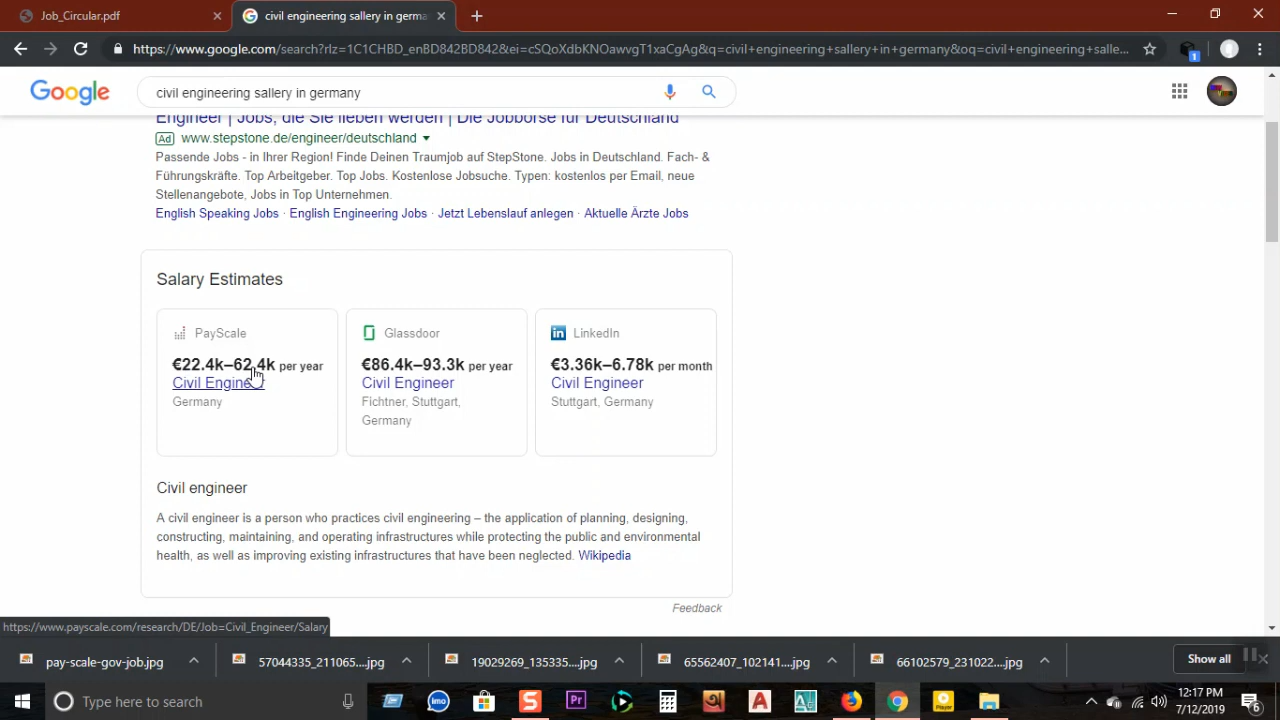 Job_Circular.pdf
civil engineering sallery in germa
https://www.google.com/search?rlz=1C1CHBD_enBD842BD842&ei=cSQoXdbKNOawvgT1xaCgAg&q=civil+engineering+sallery+in+germany&oq=civil+engineering+salle...
1
Google
civil engineering sallery in germany
Engineer | Jobs, die Sie lieben werden | Die Jobbörse für Deutschland
Ad www.stepstone.de/engineer/deutschland
Passende Jobs - in Ihrer Region! Finde Deinen Traumjob auf StepStone. Jobs in Deutschland. Fach- &
Führungskräfte. Top Arbeitgeber. Top Jobs. Kostenlose Jobsuche. Typen: kostenlos per Email, neue
Stellenangebote, Jobs in Top Unternehmen.
English Speaking Jobs · English Engineering Jobs · Jetzt Lebenslauf anlegen · Aktuelle Ärzte Jobs
Salary Estimates
PayScale
€22.4k–62.4k per year
Civil Engineer
Germany
Glassdoor
€86.4k–93.3k per year
Civil Engineer
Fichtner, Stuttgart,
Germany
LinkedIn
€3.36k–6.78k per month
Civil Engineer
Stuttgart, Germany
Civil engineer
A civil engineer is a person who practices civil engineering – the application of planning, designing,
constructing, maintaining, and operating infrastructures while protecting the public and environmental
health, as well as improving existing infrastructures that have been neglected. Wikipedia
Feedback
https://www.payscale.com/research/DE/Job=Civil_Engineer/Salary
pay-scale-gov-job.jpg
57044335_211065....jpg
19029269_135335....jpg
65562407_102141....jpg
66102579_231022....jpg
Show all
Type here to search
imo
Pr
Player
12:17 PM
7/12/2019
6